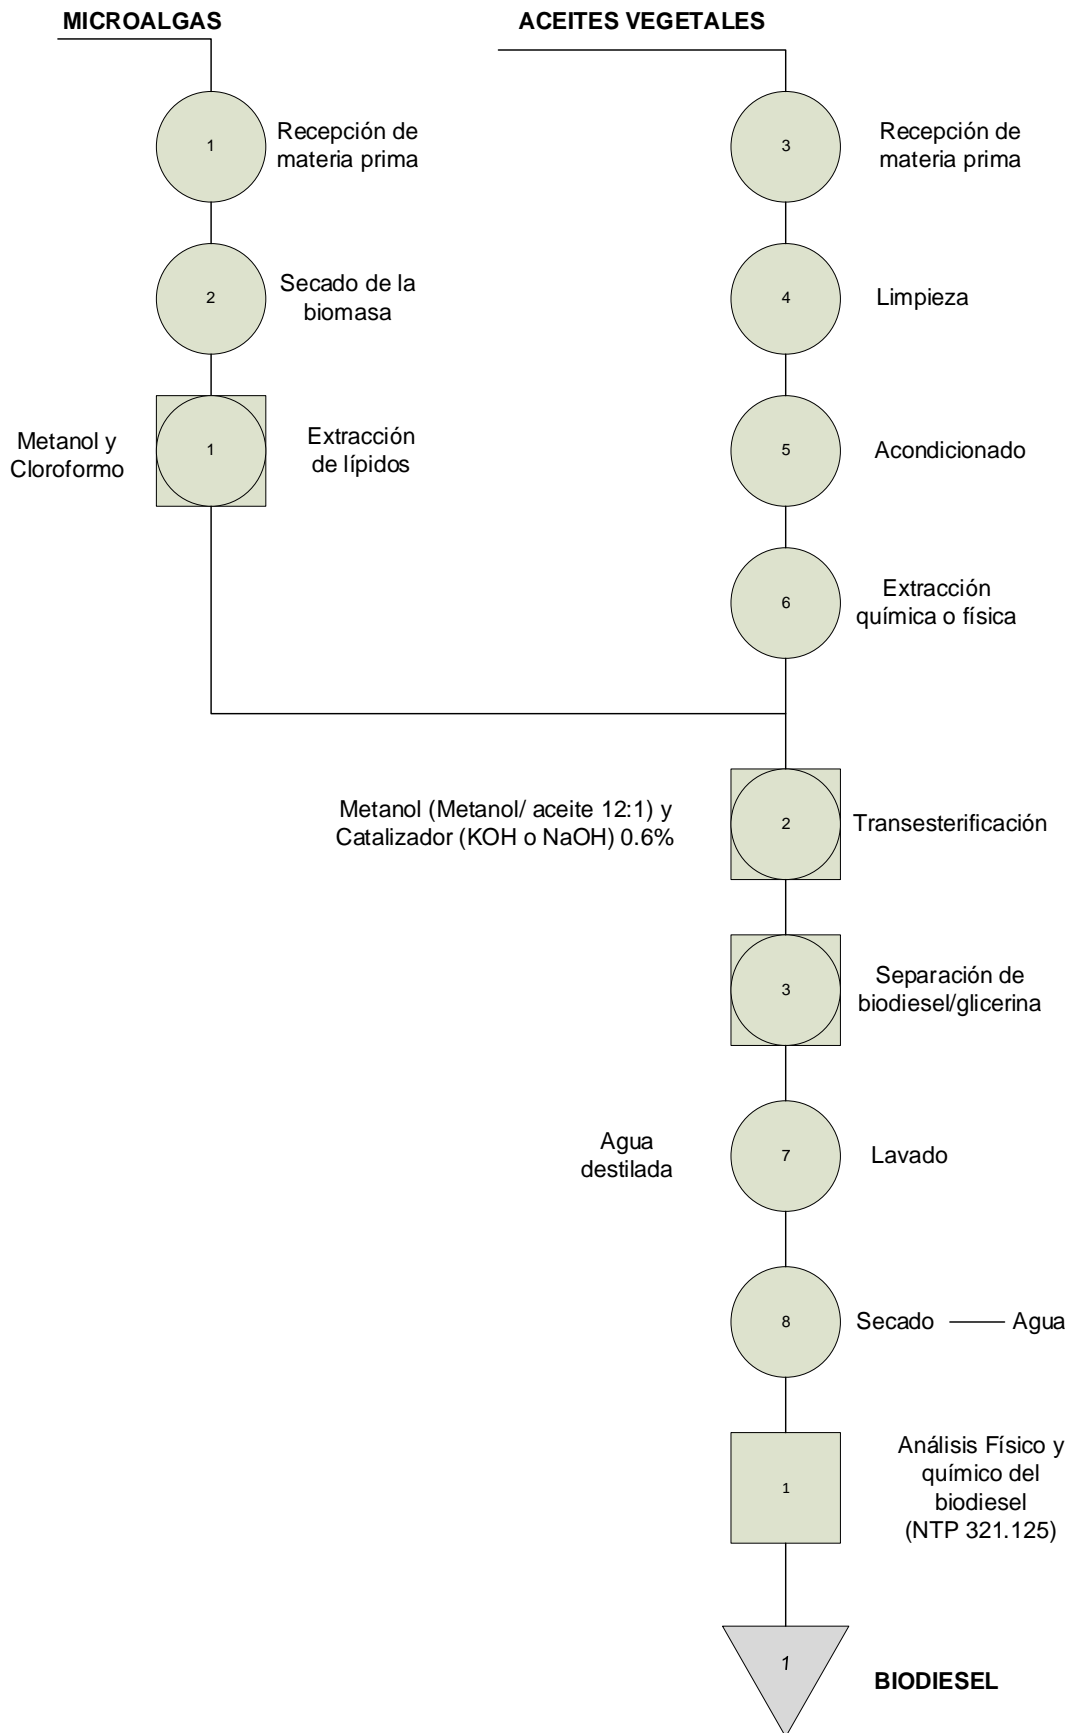 MICROALGAS
ACEITES VEGETALES
1
Recepción de
materia prima
3
Recepción de
materia prima
2
Secado de la
biomasa
4
Limpieza
Metanol y
Cloroformo
1
Extracción
de lípidos
5
Acondicionado
6
Extracción
química o física
Metanol (Metanol/ aceite 12:1) y
Catalizador (KOH o NaOH) 0.6%
2
Transesterificación
3
Separación de
biodiesel/glicerina
Agua
destilada
7
Lavado
8
Secado
Agua
1
Análisis Físico y
químico del
biodiesel
(NTP 321.125)
1
BIODIESEL